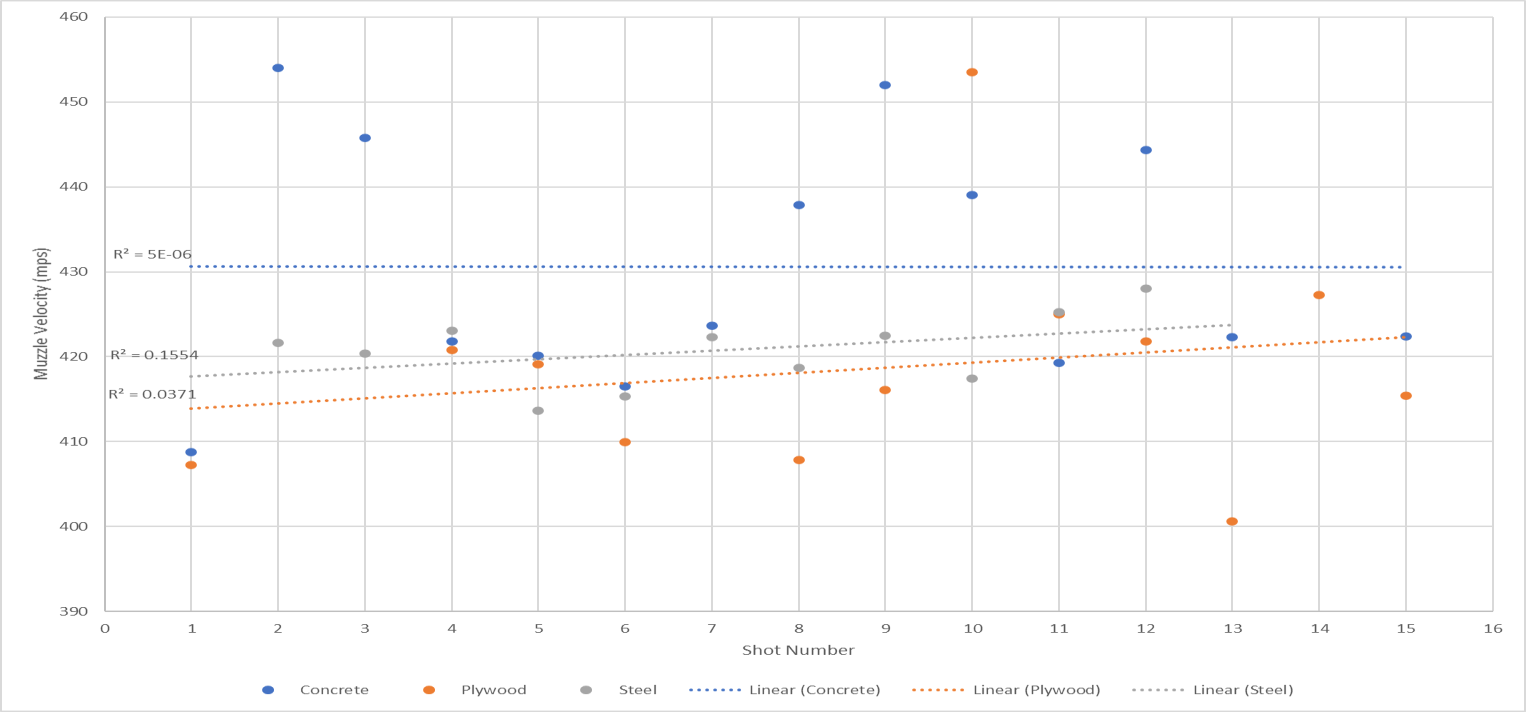 460
450
440
430
420
410
400
390
Muzzle Velocity (mps)
R² = 5E-06
R² = 0.1554
R² = 0.0371
0 1 2 3 4 5 6 7 8 9 10 11 12 13 14 15 16
Shot Number
Concrete Plywood Steel Linear (Concrete) Linear (Plywood) Linear (Steel)